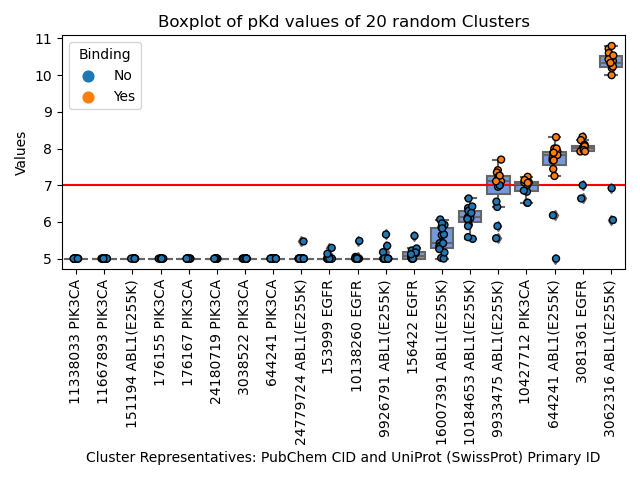 Boxplot of pKd values of 20 random Clusters
Binding
No
Yes
Values
11
10
9
8
7
6
5
11338033 PIK3CA
11667893 PIK3CA
151194 ABL1(E255K)
176155 PIK3CA
176167 PIK3CA
24180719 PIK3CA
3038522 PIK3CA
644241 PIK3CA
24779724 ABL1(E255K)
153999 EGFR
10138260 EGFR
9926791 ABL1(E255K)
156422 EGFR
16007391 ABL1(E255K)
10184653 ABL1(E255K)
9933475 ABL1(E255K)
10427712 PIK3CA
644241 ABL1(E255K)
3081361 EGFR
3062316 ABL1(E255K)
Cluster Representatives: PubChem CID and UniProt (SwissProt) Primary ID